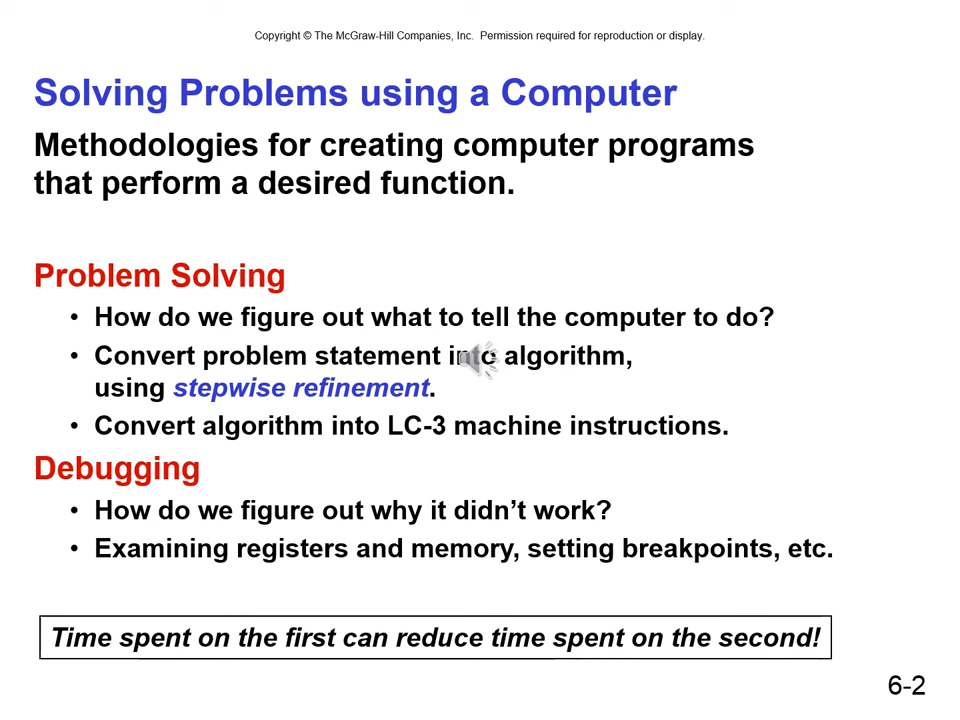 Copyright © The McGraw-Hill Companies, Inc.  Permission required for reproduction or display.
Solving Problems using a Computer
Methodologies for creating computer programs
that perform a desired function.
Problem Solving
• How do we figure out what to tell the computer to do?
• Convert problem statement into algorithm,
using stepwise refinement.
• Convert algorithm into LC-3 machine instructions.
Debugging
• How do we figure out why it didn’t work?
• Examining registers and memory, setting breakpoints, etc.
Time spent on the first can reduce time spent on the second!
6-2